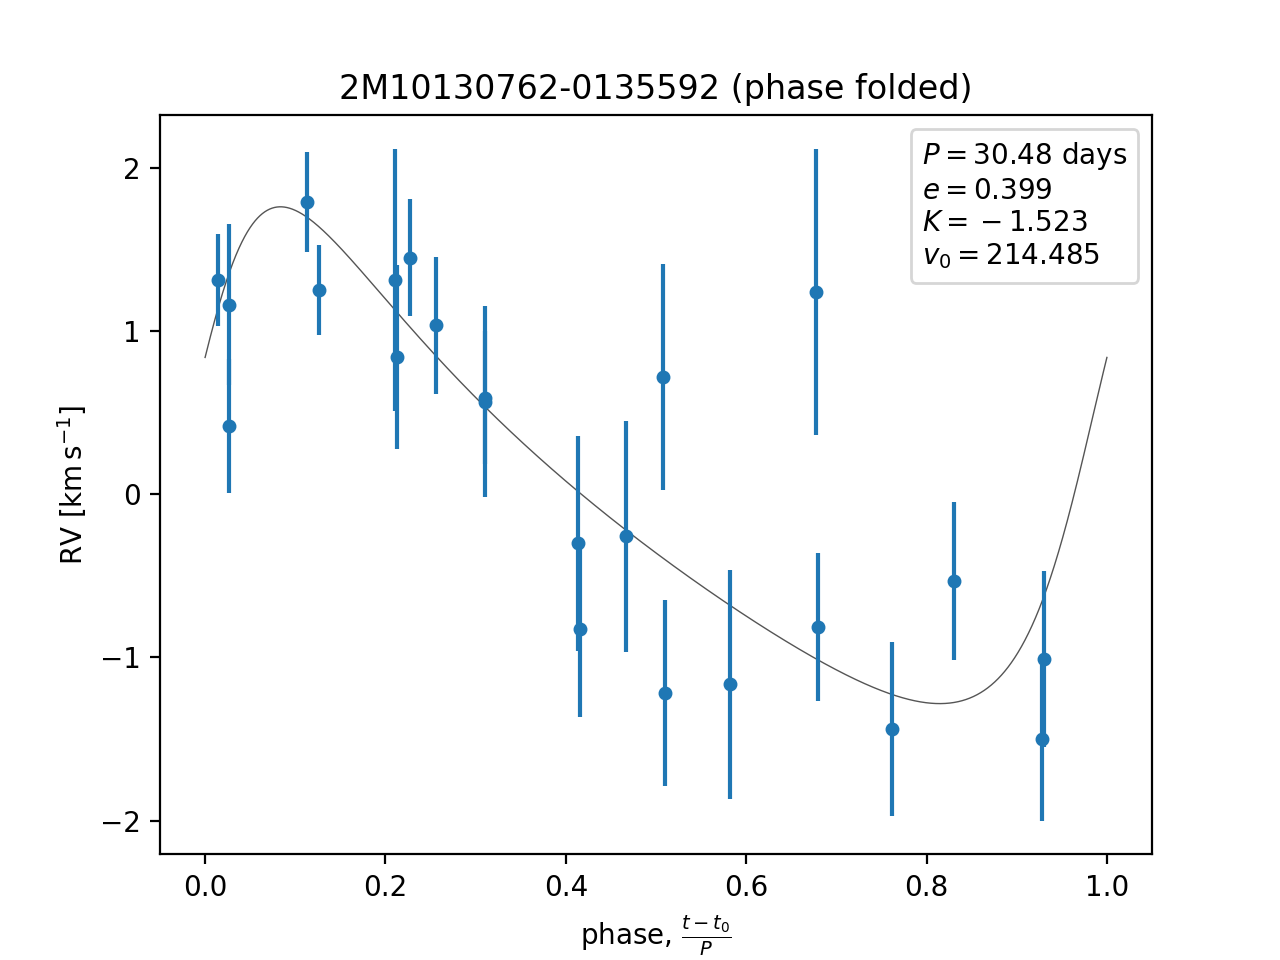 2M10130762-0135592 (phase folded)
P = 30.48 days
e = 0.399
K = −1.523
v₀ = 214.485
2
1
0
−1
−2
RV [km s⁻¹]
0.0 0.2 0.4 0.6 0.8 1.0
phase, (t − t₀)/P